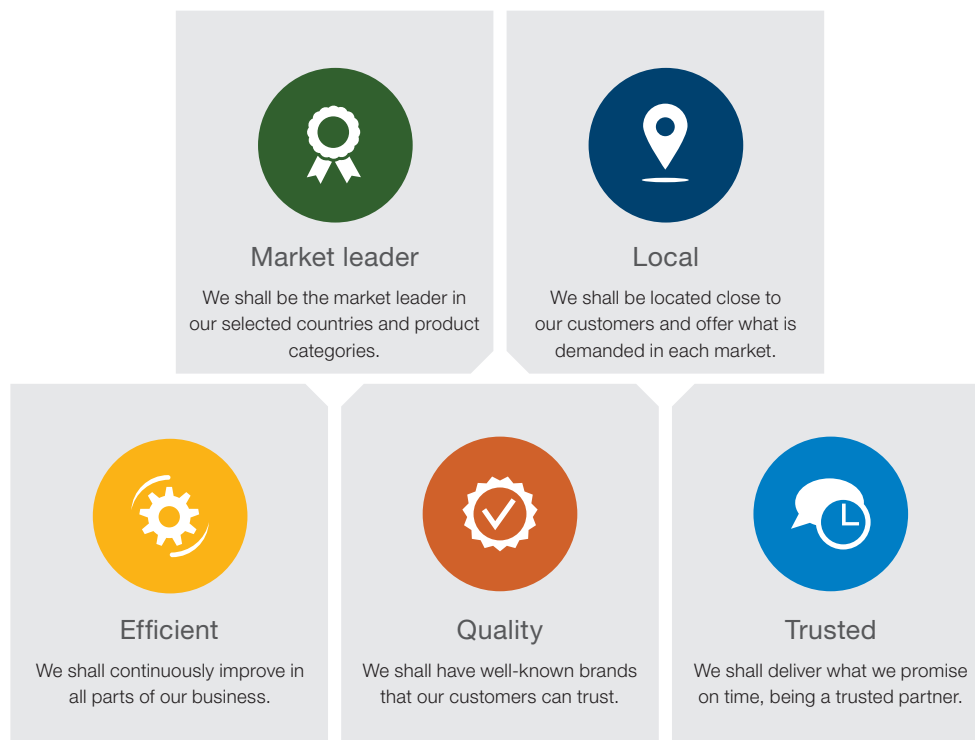 Market leader
We shall be the market leader in
our selected countries and product
categories.
Local
We shall be located close to
our customers and offer what is
demanded in each market.
Efficient
We shall continuously improve in
all parts of our business.
Quality
We shall have well-known brands
that our customers can trust.
Trusted
We shall deliver what we promise
on time, being a trusted partner.